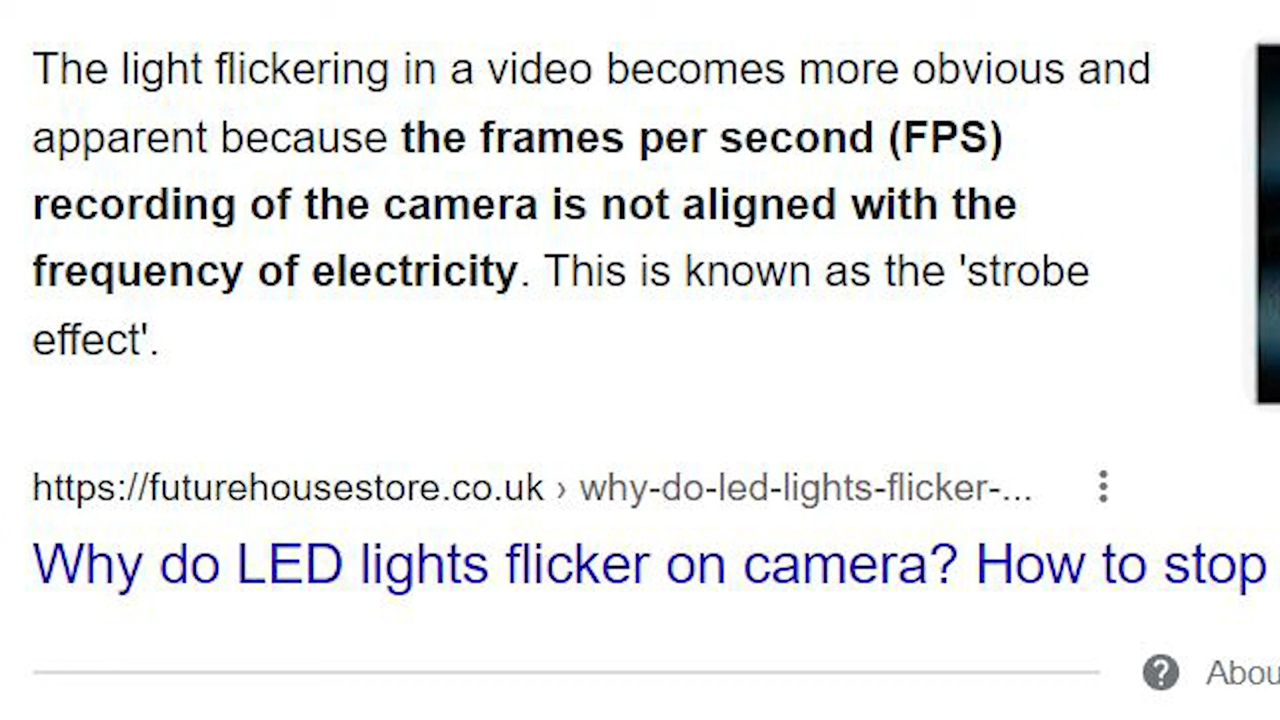 The light flickering in a video becomes more obvious and
apparent because the frames per second (FPS)
recording of the camera is not aligned with the
frequency of electricity. This is known as the 'strobe
effect'.
https://futurehousestore.co.uk › why-do-led-lights-flicker-...
Why do LED lights flicker on camera? How to stop
Abou